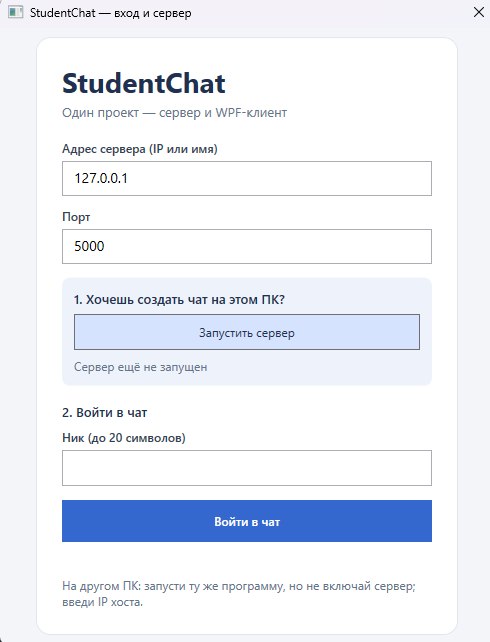 StudentChat — вход и сервер
StudentChat
Один проект — сервер и WPF-клиент
Адрес сервера (IP или имя)
127.0.0.1
Порт
5000
1. Хочешь создать чат на этом ПК?
Запустить сервер
Сервер ещё не запущен
2. Войти в чат
Ник (до 20 символов)
Войти в чат
На другом ПК: запусти ту же программу, но не включай сервер;
введи IP хоста.